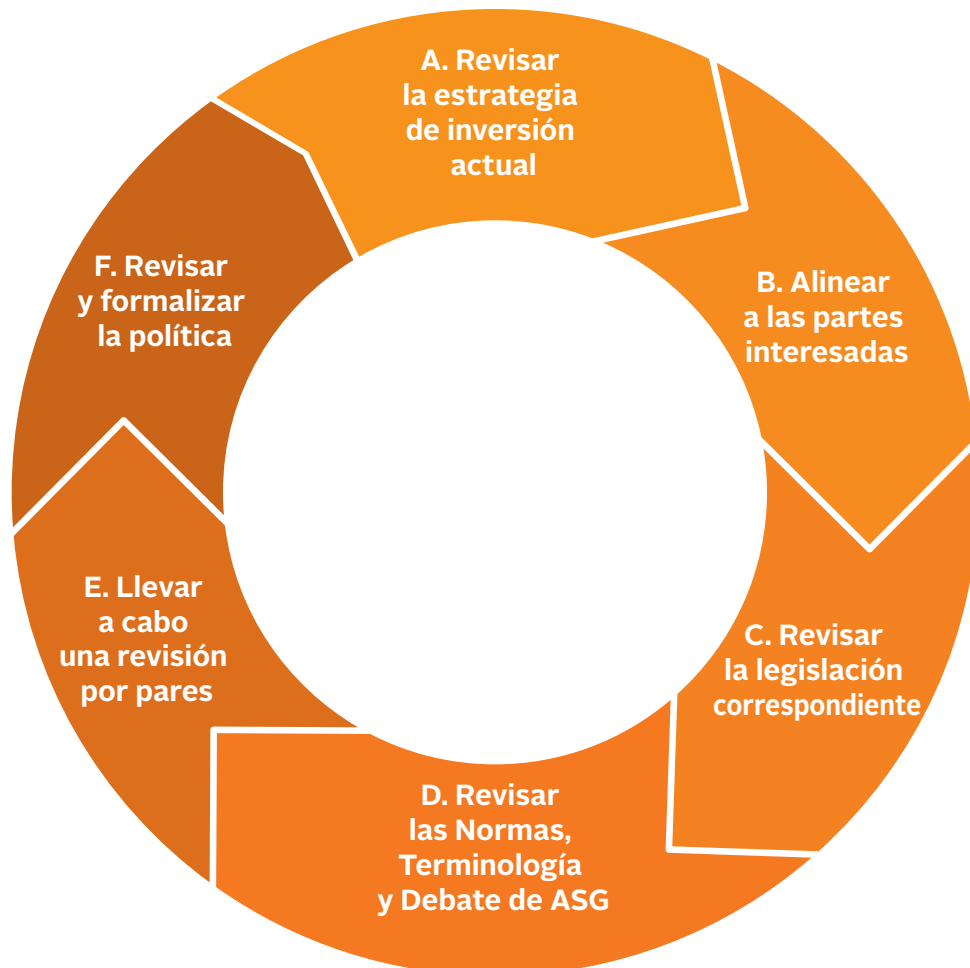 A. Revisar
la estrategia
de inversión
actual
B. Alinear
a las partes
interesadas
C. Revisar
la legislación
correspondiente
D. Revisar
las Normas,
Terminología
y Debate de ASG
E. Llevar
a cabo
una revisión
por pares
F. Revisar
y formalizar
la política